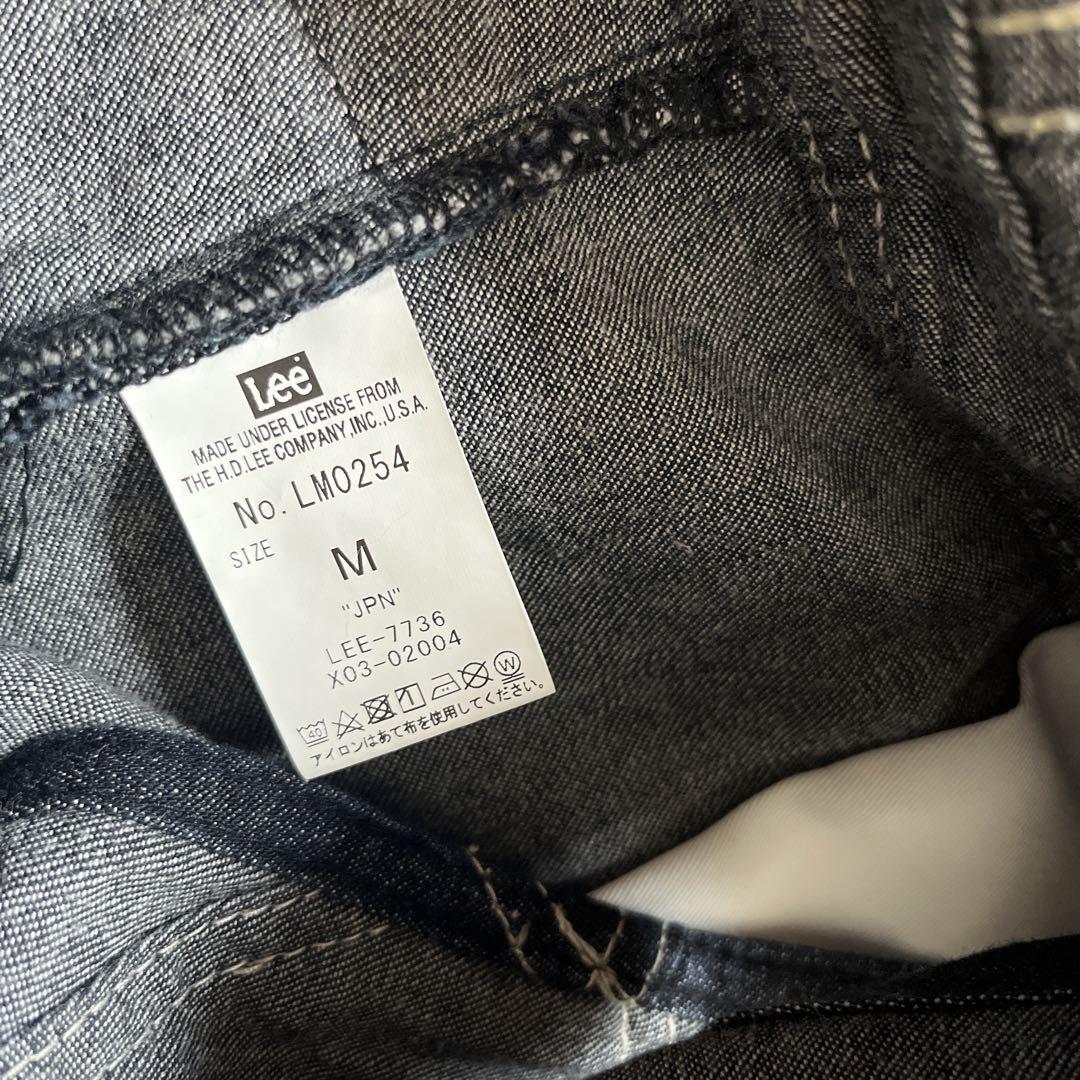 Lee
MADE UNDER LICENSE FROM
THE H.D.LEE COMPANY,INC.,U.S.A.
No. LM0254
SIZE
M
"JPN"
LEE-7736
X03-02004
40 W
アイロンはあて布を使用してください。